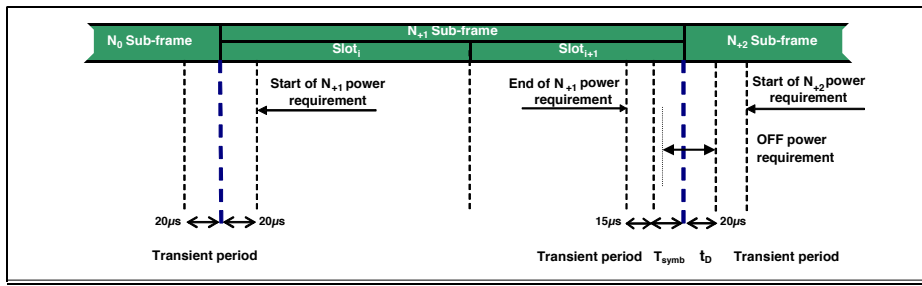 N+1 Sub-frame
N0 Sub-frame
N+2 Sub-frame
Sloti
Sloti+1
Start of N+1 power
requirement
End of N+1 power
requirement
Start of N+2 power
requirement
OFF power
requirement
20µs
20µs
15µs
20µs
Transient period
Transient period
Tsymb
tD
Transient period